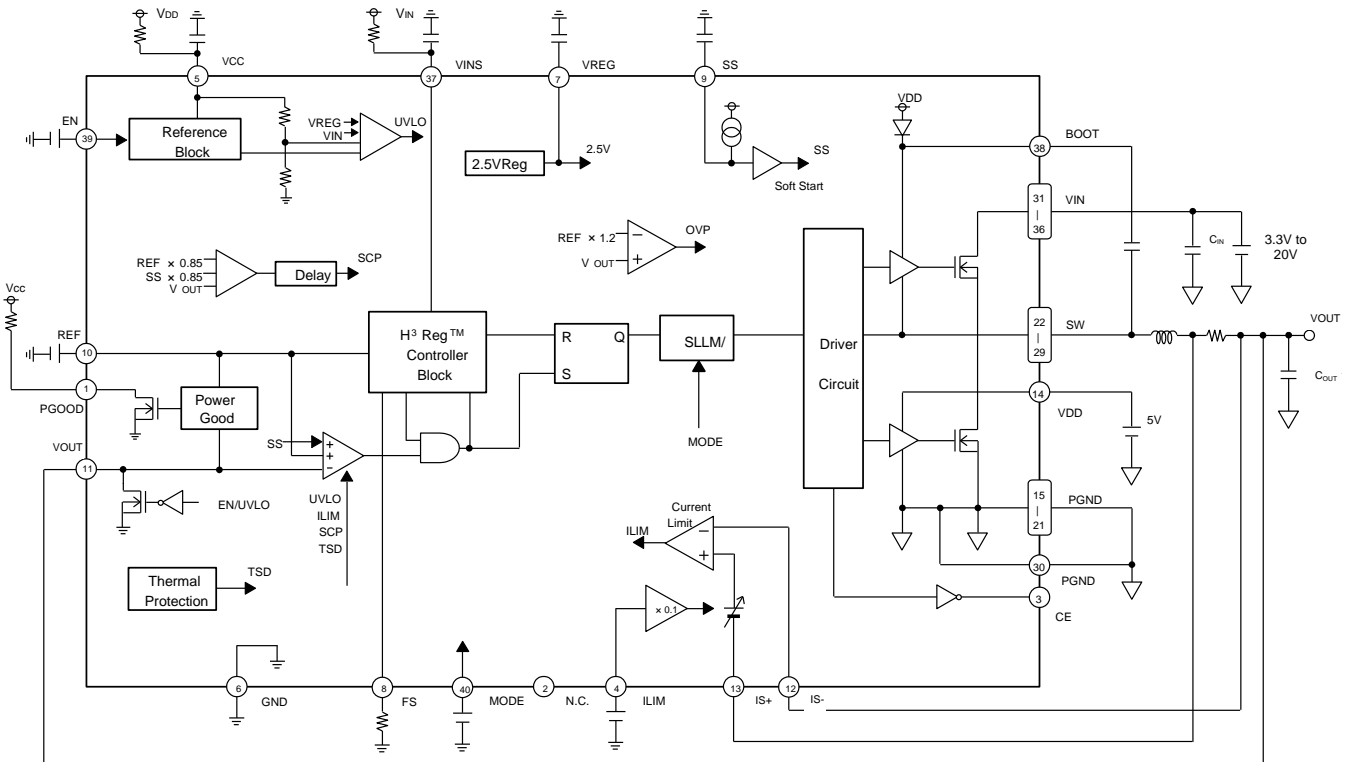 VDD
VIN
VCC
5
VINS
37
VREG
7
SS
9
EN
39
Reference
Block
VREG
VIN
UVLO
2.5VReg
2.5V
SS
Soft Start
VDD
BOOT
38
31
36
VIN
CIN
3.3V to
20V
REF × 1.2
VOUT
−
+
OVP
REF × 0.85
SS × 0.85
VOUT
Delay
SCP
Vcc
REF
10
H³ Reg™
Controller
Block
R
Q
S
SLLM/
MODE
Driver
Circuit
22
29
SW
VOUT
COUT
1
PGOOD
Power
Good
14
VDD
5V
VOUT
11
SS
+
+
−
EN/UVLO
UVLO
ILIM
SCP
TSD
Current
Limit
ILIM
−
+
15
21
PGND
30
PGND
Thermal
Protection
TSD
× 0.1
3
CE
6
GND
8
FS
40
MODE
2
N.C.
4
ILIM
13
IS+
12
IS-